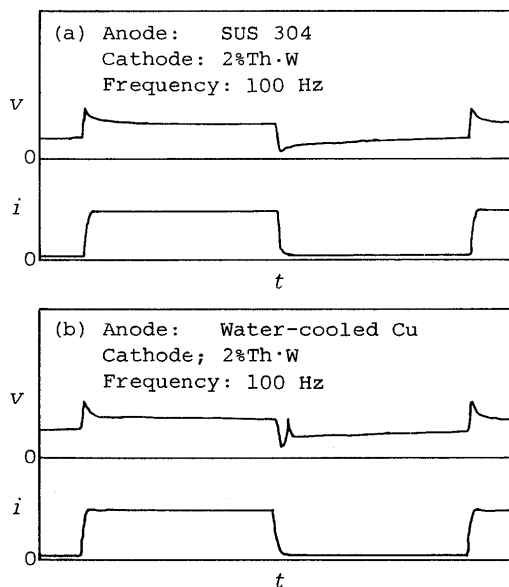 (a) Anode: SUS 304
Cathode: 2%Th·W
Frequency: 100 Hz
v
0
i
0
t
(b) Anode: Water-cooled Cu
Cathode; 2%Th·W
Frequency: 100 Hz
v
0
i
0
t